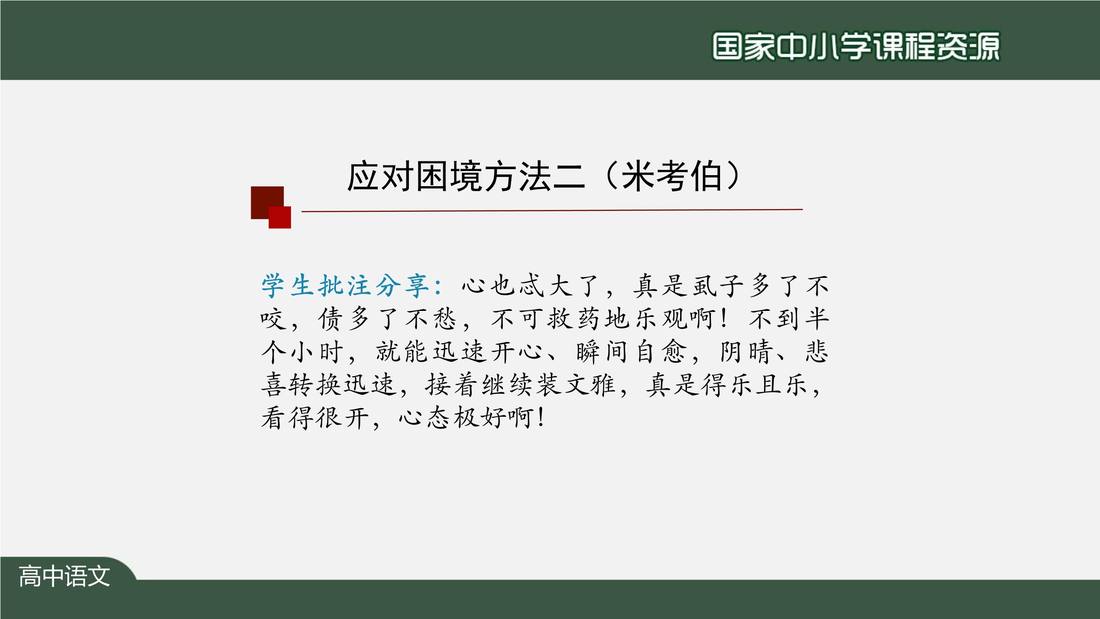 国家中小学课程资源
应对困境方法二（米考伯）
学生批注分享：心也忒大了，真是虱子多了不
咬，债多了不愁，不可救药地乐观啊！不到半
个小时，就能迅速开心、瞬间自愈，阴晴、悲
喜转换迅速，接着继续装文雅，真是得乐且乐，
看得很开，心态极好啊！
高中语文